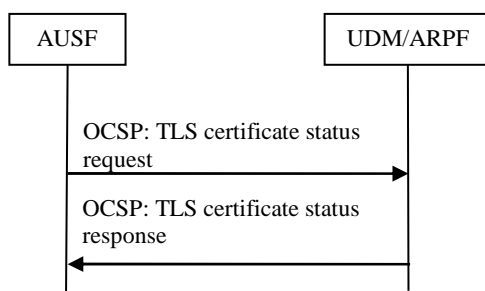 AUSF
UDM/ARPF
OCSP: TLS certificate status
request
OCSP: TLS certificate status
response